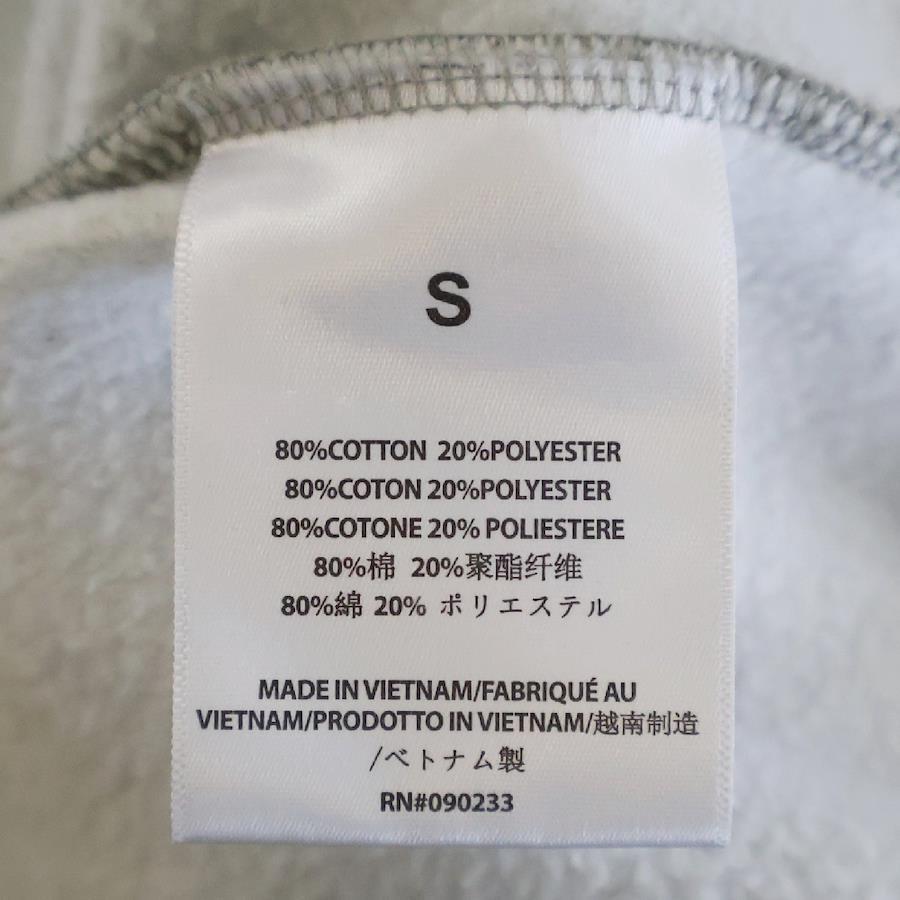 S
80%COTTON 20%POLYESTER
80%COTON 20%POLYESTER
80%COTONE 20% POLIESTERE
80%棉 20%聚酯纤维
80%綿 20% ポリエステル
MADE IN VIETNAM/FABRIQUÉ AU
VIETNAM/PRODOTTO IN VIETNAM/越南制造
/ベトナム製
RN#090233